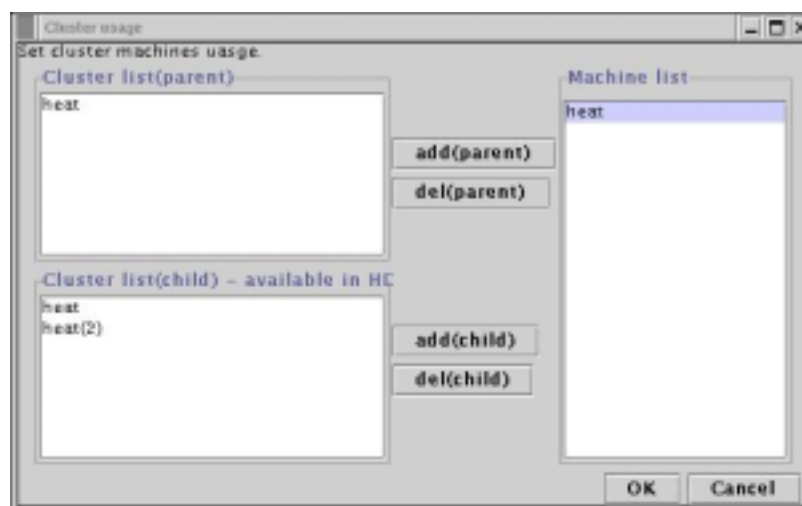 Cluster usage
Set cluster machines uasge.
Cluster list(parent)
heat
add(parent)
del(parent)
Cluster list(child) – available in HC
heat
heat(2)
add(child)
del(child)
Machine list
heat
OK
Cancel